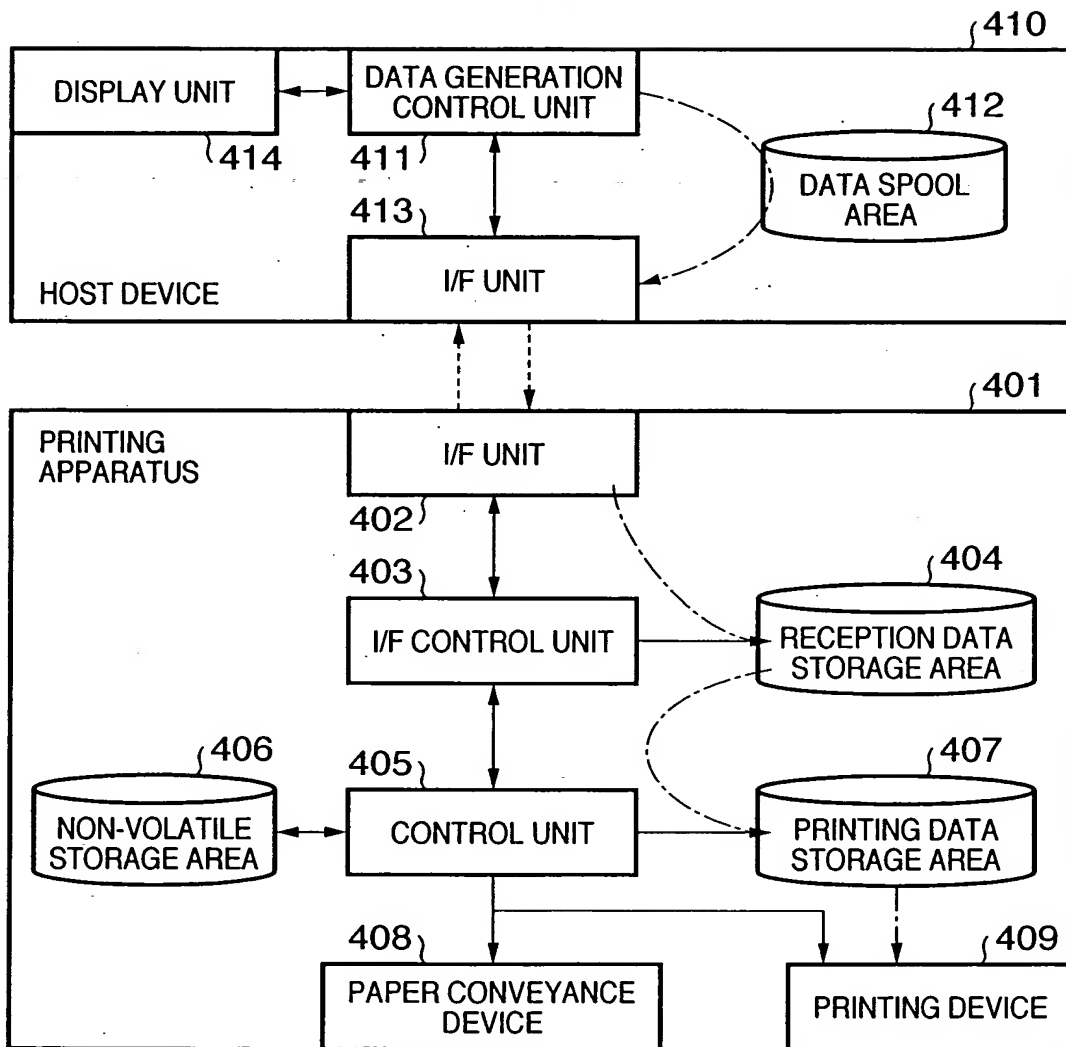 410
DISPLAY UNIT
414
DATA GENERATION
CONTROL UNIT
411
412
DATA SPOOL
AREA
413
I/F UNIT
HOST DEVICE
401
PRINTING
APPARATUS
I/F UNIT
402
403
I/F CONTROL UNIT
404
RECEPTION DATA
STORAGE AREA
406
NON-VOLATILE
STORAGE AREA
405
CONTROL UNIT
407
PRINTING DATA
STORAGE AREA
408
PAPER CONVEYANCE
DEVICE
409
PRINTING DEVICE